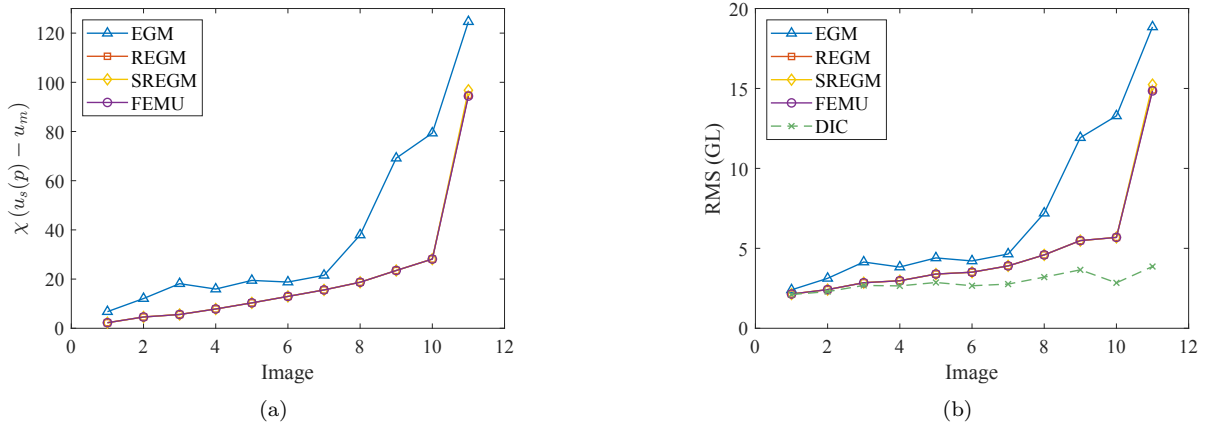 EGM
REGM
SREGM
FEMU
120
100
80
60
40
20
0
0 2 4 6 8 10 12
χ (u_s(p) − u_m)
Image
(a)
EGM
REGM
SREGM
FEMU
DIC
20
15
10
5
0
0 2 4 6 8 10 12
RMS (GL)
Image
(b)